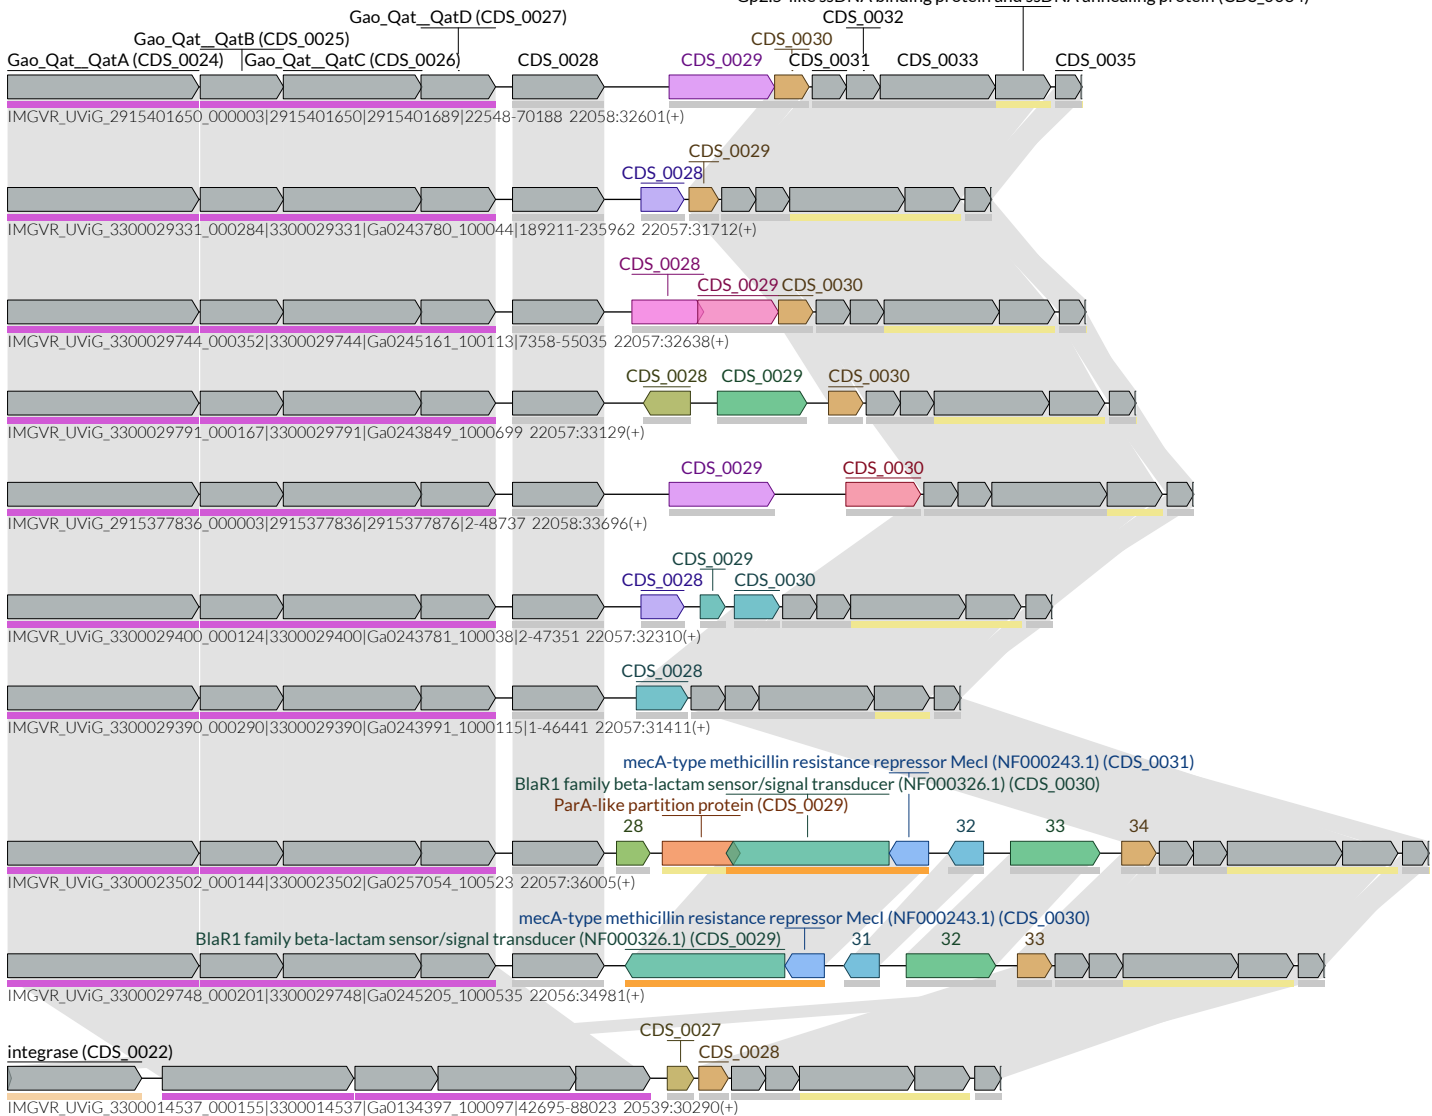 Gao_Qat__QatD (CDS_0027) CDS_0032
Gao_Qat__QatB (CDS_0025) CDS_0030
Gao_Qat__QatA (CDS_0024) Gao_Qat__QatC (CDS_0026) CDS_0028 CDS_0029 CDS_0031 CDS_0033 CDS_0035
IMGVR_UViG_2915401650_000003|2915401650|2915401689|22548-70188 22058:32601(+)
CDS_0029
CDS_0028
IMGVR_UViG_3300029331_000284|3300029331|Ga0243780_100044|189211-235962 22057:31712(+)
CDS_0028
CDS_0029 CDS_0030
IMGVR_UViG_3300029744_000352|3300029744|Ga0245161_100113|7358-55035 22057:32638(+)
CDS_0028 CDS_0029 CDS_0030
IMGVR_UViG_3300029791_000167|3300029791|Ga0243849_1000699 22057:33129(+)
CDS_0029 CDS_0030
IMGVR_UViG_2915377836_000003|2915377836|2915377876|2-48737 22058:33696(+)
CDS_0029
CDS_0028 CDS_0030
IMGVR_UViG_3300029400_000124|3300029400|Ga0243781_100038|2-47351 22057:32310(+)
CDS_0028
IMGVR_UViG_3300029390_000290|3300029390|Ga0243991_1000115|1-46441 22057:31411(+)
mecA-type methicillin resistance repressor MecI (NF000243.1) (CDS_0031)
BlaR1 family beta-lactam sensor/signal transducer (NF000326.1) (CDS_0030)
ParA-like partition protein (CDS_0029)
28 32 33 34
IMGVR_UViG_3300023502_000144|3300023502|Ga0257054_100523 22057:36005(+)
mecA-type methicillin resistance repressor MecI (NF000243.1) (CDS_0030)
BlaR1 family beta-lactam sensor/signal transducer (NF000326.1) (CDS_0029) 31 32 33
IMGVR_UViG_3300029748_000201|3300029748|Ga0245205_1000535 22056:34981(+)
CDS_0027
integrase (CDS_0022) CDS_0028
IMGVR_UViG_3300014537_000155|3300014537|Ga0134397_100097|42695-88023 20539:30290(+)